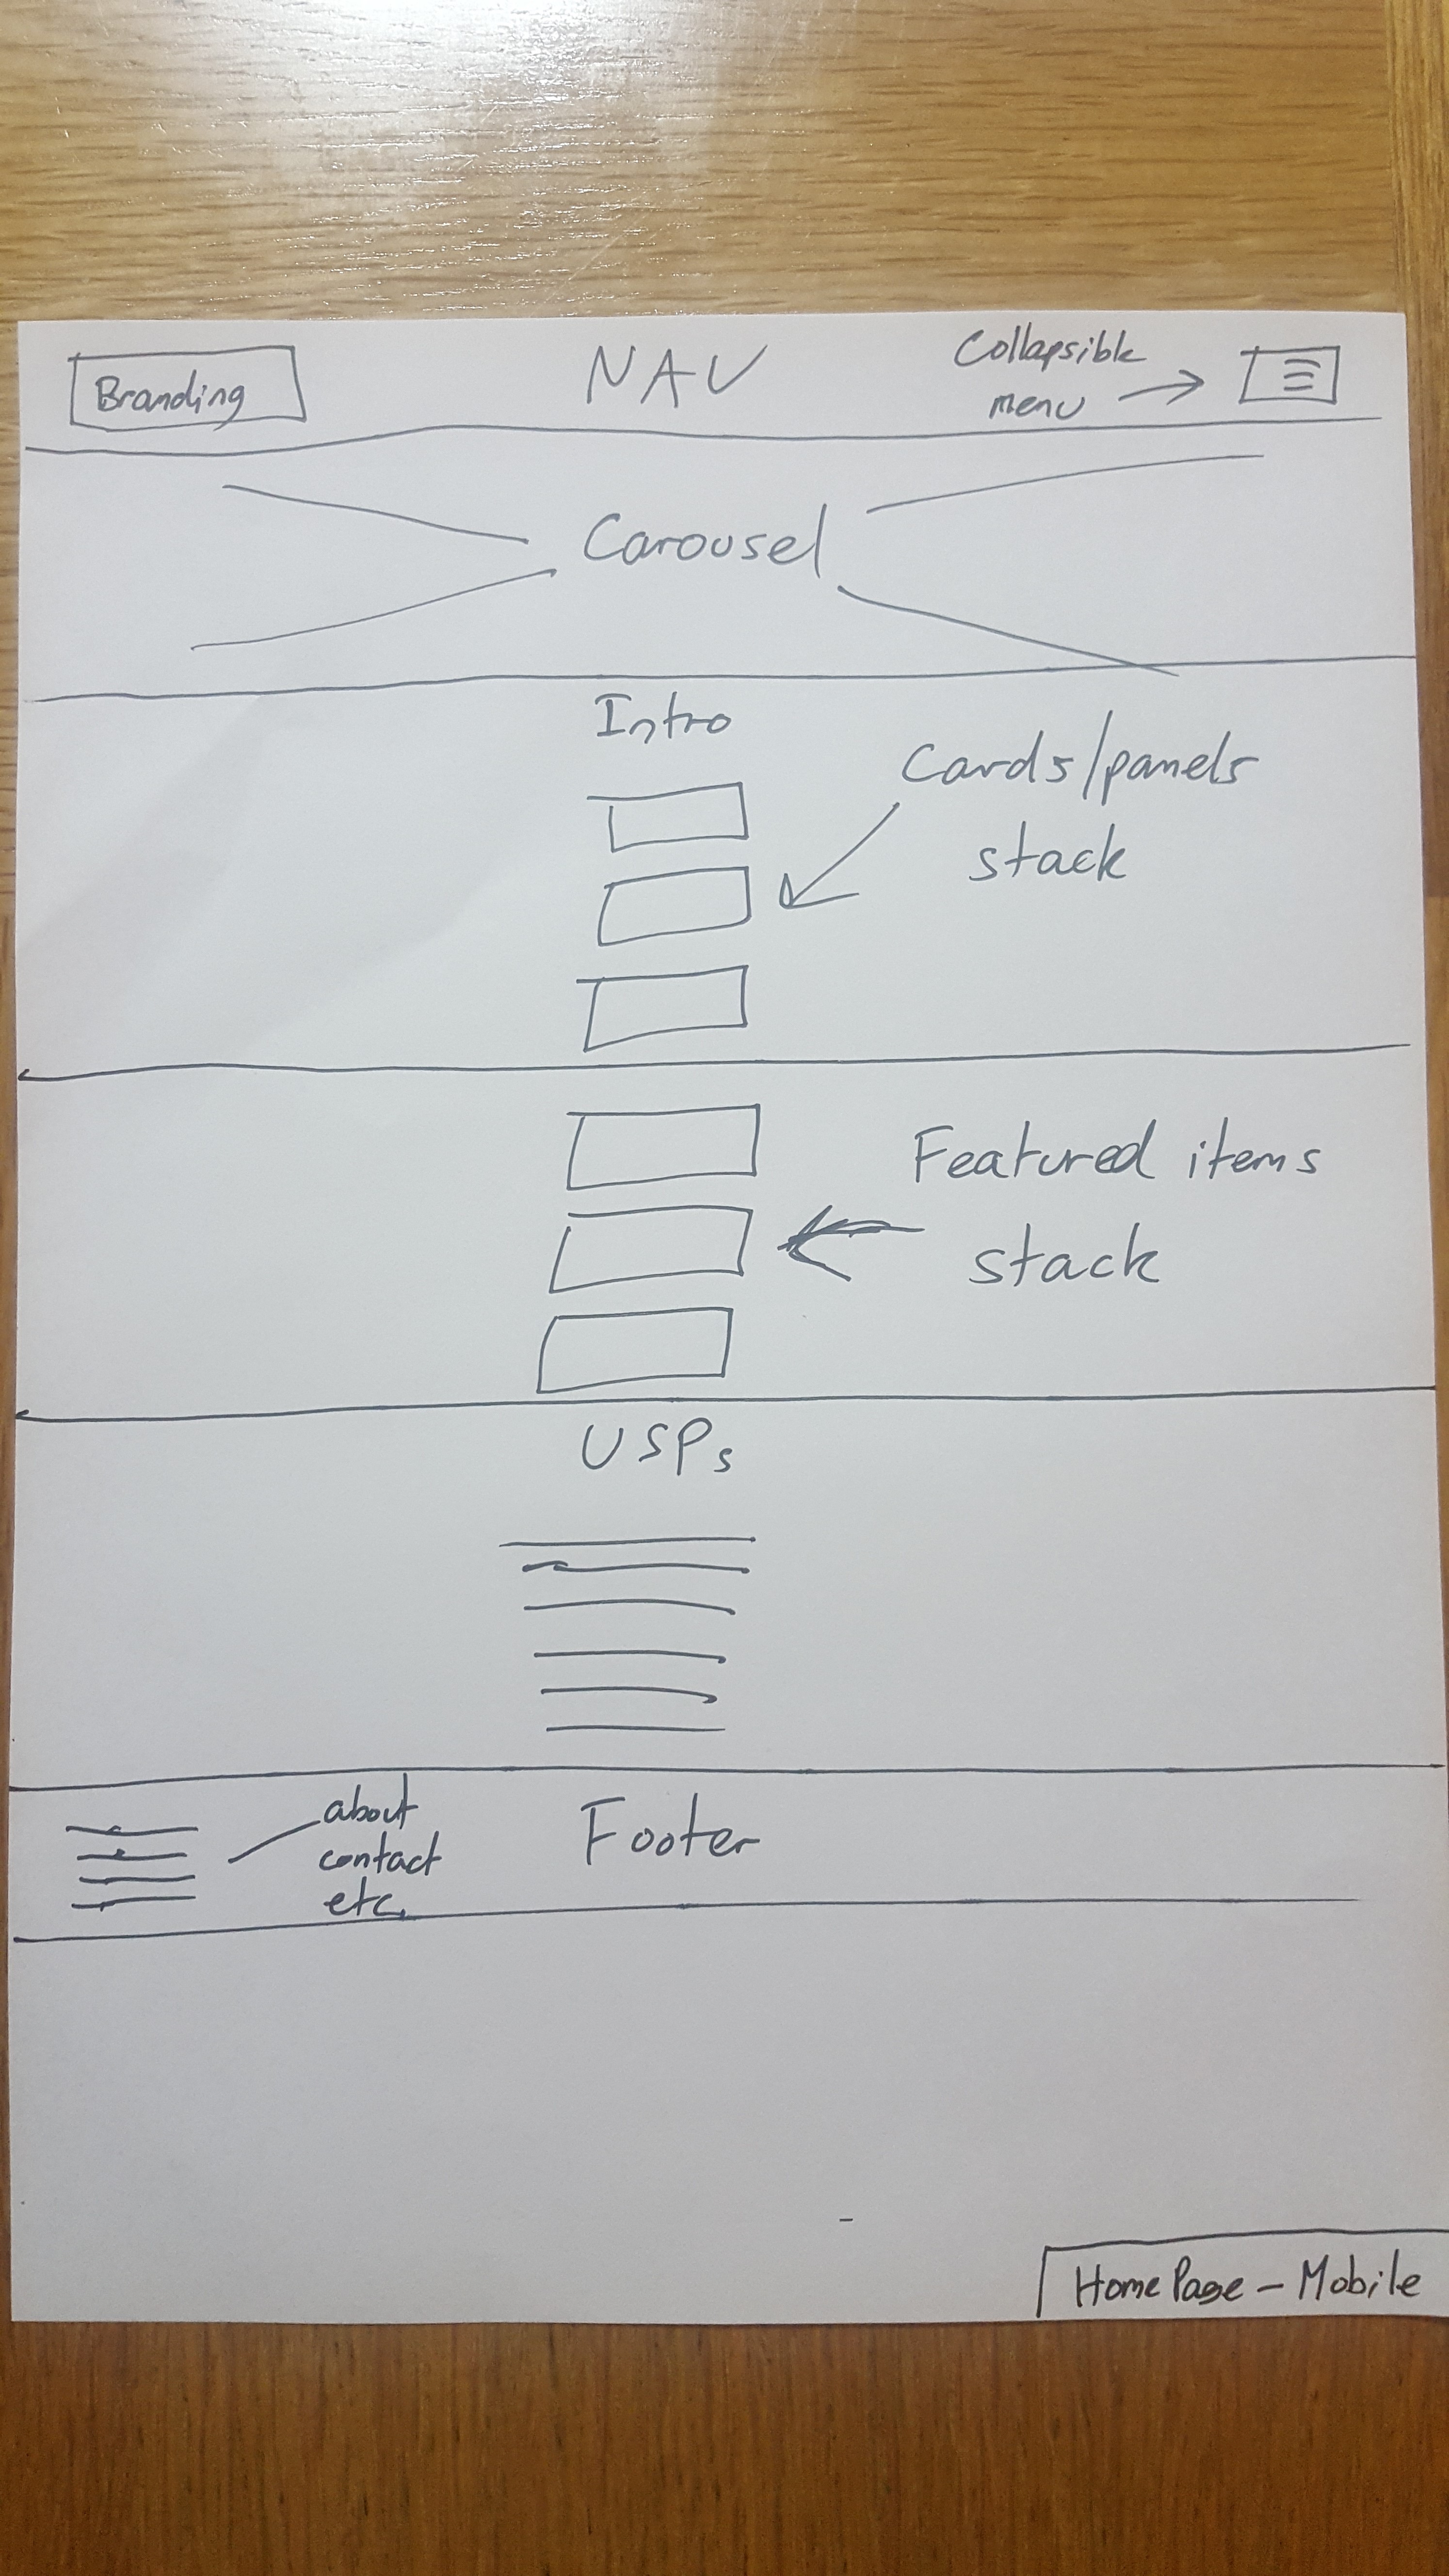 Branding
NAV
Collapsible
menu
Carousel
Intro
Cards/panels
stack
Featured items
stack
USPs
about
contact
etc.
Footer
Home Page - Mobile